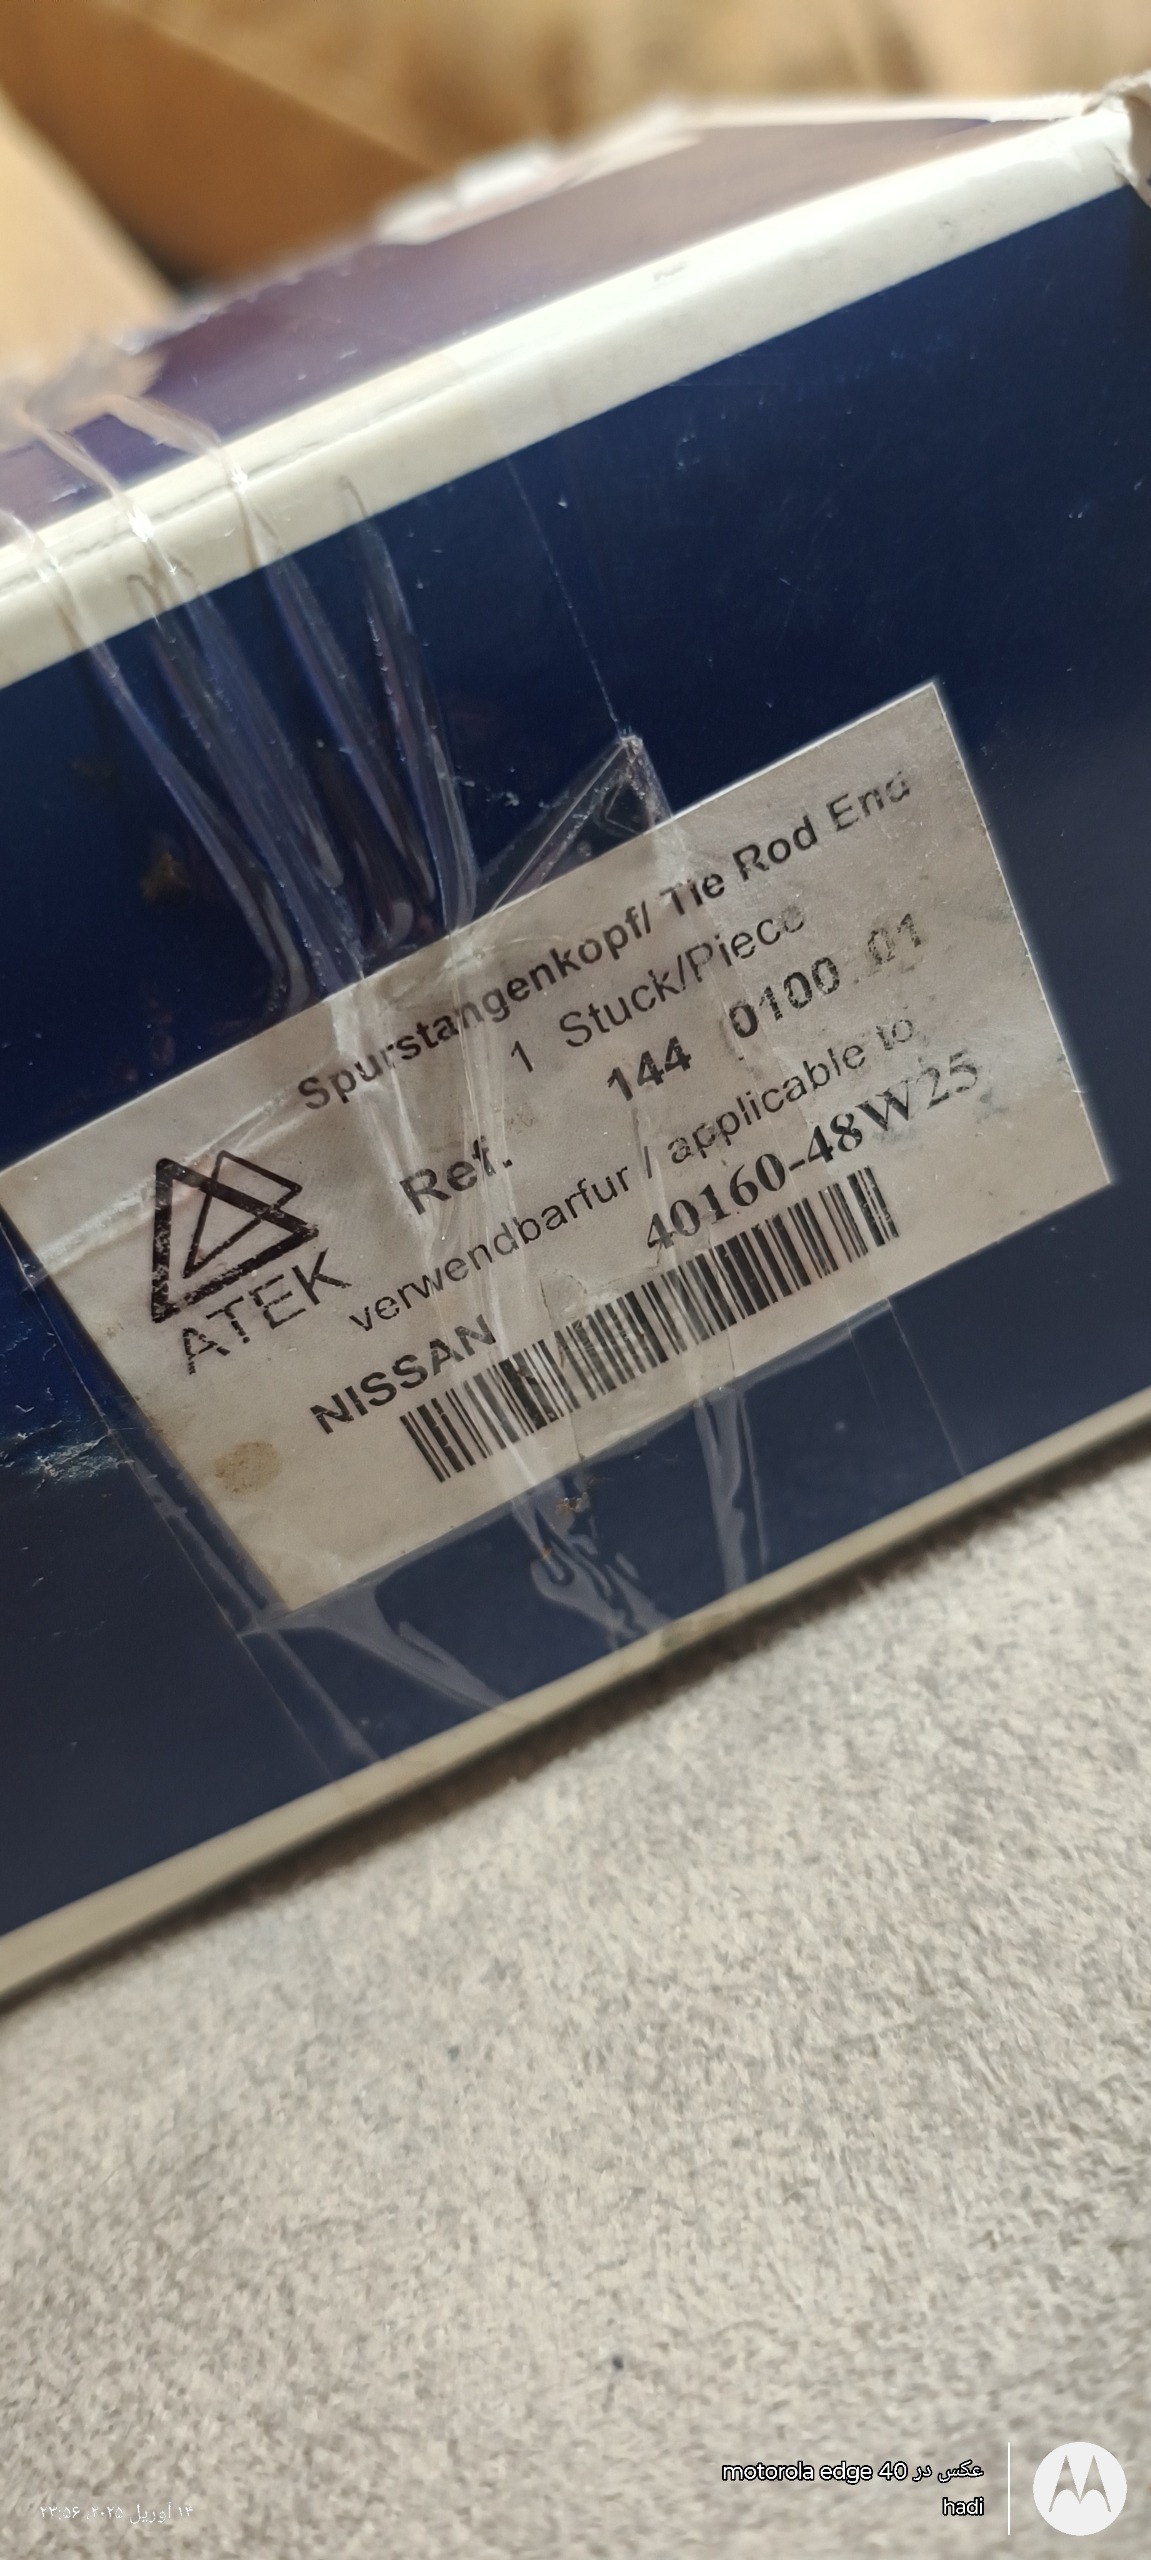 Spurstangenkopf/ Tie Rod End
1 Stuck/Piece
Ref. 144 0100 01
verwendbarfur / applicable to
NISSAN 40160-48W25
ATEK
عکس در motorola edge 40
hadi
۱۴ آوریل ۲۰۲۵، ۲۳:۵۶